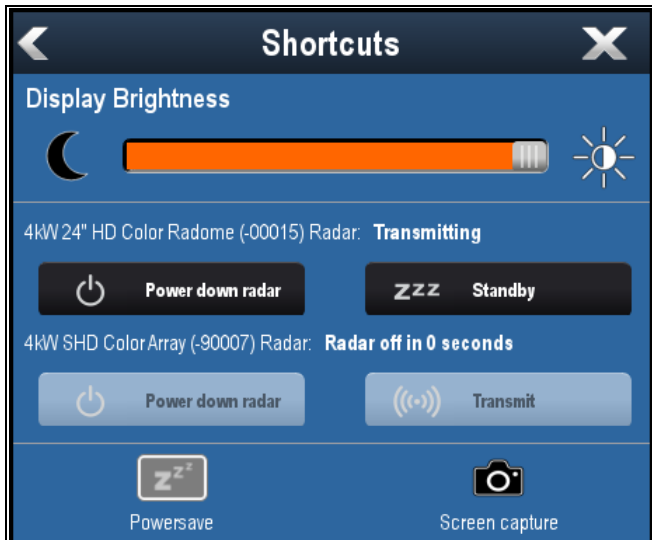 Shortcuts
Display Brightness
4kW 24" HD Color Radome (-00015) Radar: Transmitting
Power down radar
zzz Standby
4kW SHD Color Array (-90007) Radar: Radar off in 0 seconds
Power down radar
Transmit
zzz
Powersave
Screen capture